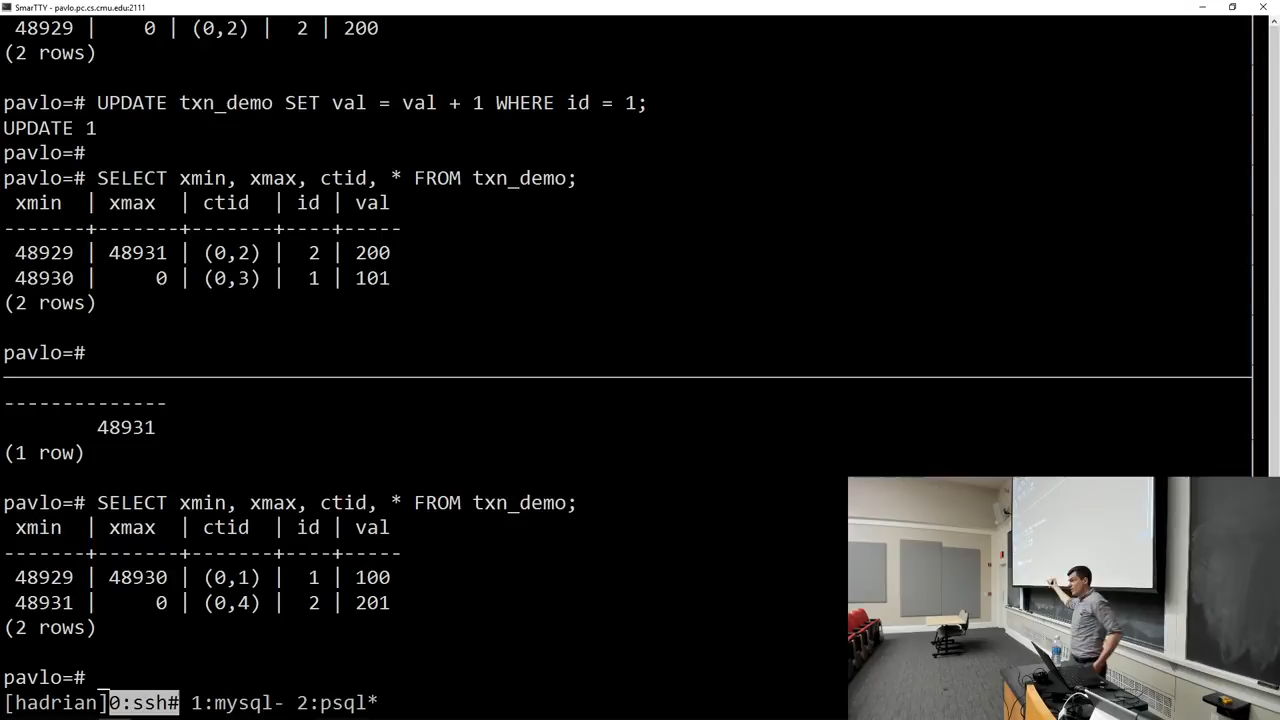 SmarTTY - pavlo.pc.cs.cmu.edu:2111
48929 |     0 | (0,2) |  2 | 200
(2 rows)
pavlo=# UPDATE txn_demo SET val = val + 1 WHERE id = 1;
UPDATE 1
pavlo=#
pavlo=# SELECT xmin, xmax, ctid, * FROM txn_demo;
xmin  | xmax  | ctid  | id | val
-------+-------+-------+----+-----
48929 | 48931 | (0,2) |  2 | 200
48930 |     0 | (0,3) |  1 | 101
(2 rows)
pavlo=#
--------------
48931
(1 row)
pavlo=# SELECT xmin, xmax, ctid, * FROM txn_demo;
xmin  | xmax  | ctid  | id | val
-------+-------+-------+----+-----
48929 | 48930 | (0,1) |  1 | 100
48931 |     0 | (0,4) |  2 | 201
(2 rows)
pavlo=#
[hadrian]0:ssh# 1:mysql- 2:psql*